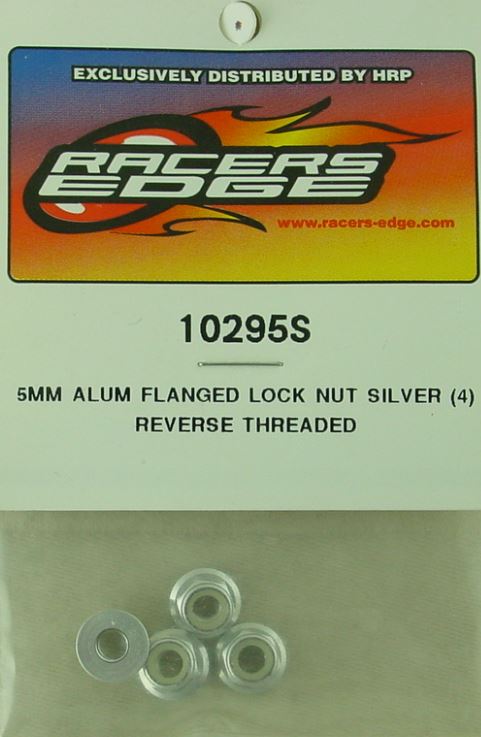 EXCLUSIVELY DISTRIBUTED BY HRP
RACERS
EDGE
www.racers-edge.com
10295S
5MM ALUM FLANGED LOCK NUT SILVER (4)
REVERSE THREADED